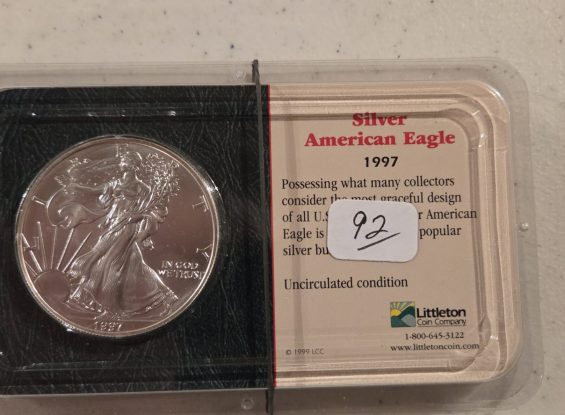 LIBERTY
IN GOD
WE TRUST
1997
Silver
American Eagle
1997
Possessing what many collectors
consider the most graceful design
of all U.S. r American
Eagle is popular
silver bu
92
Uncirculated condition
Littleton
Coin Company
1-800-645-3122
www.littletoncoin.com
© 1999 LCC